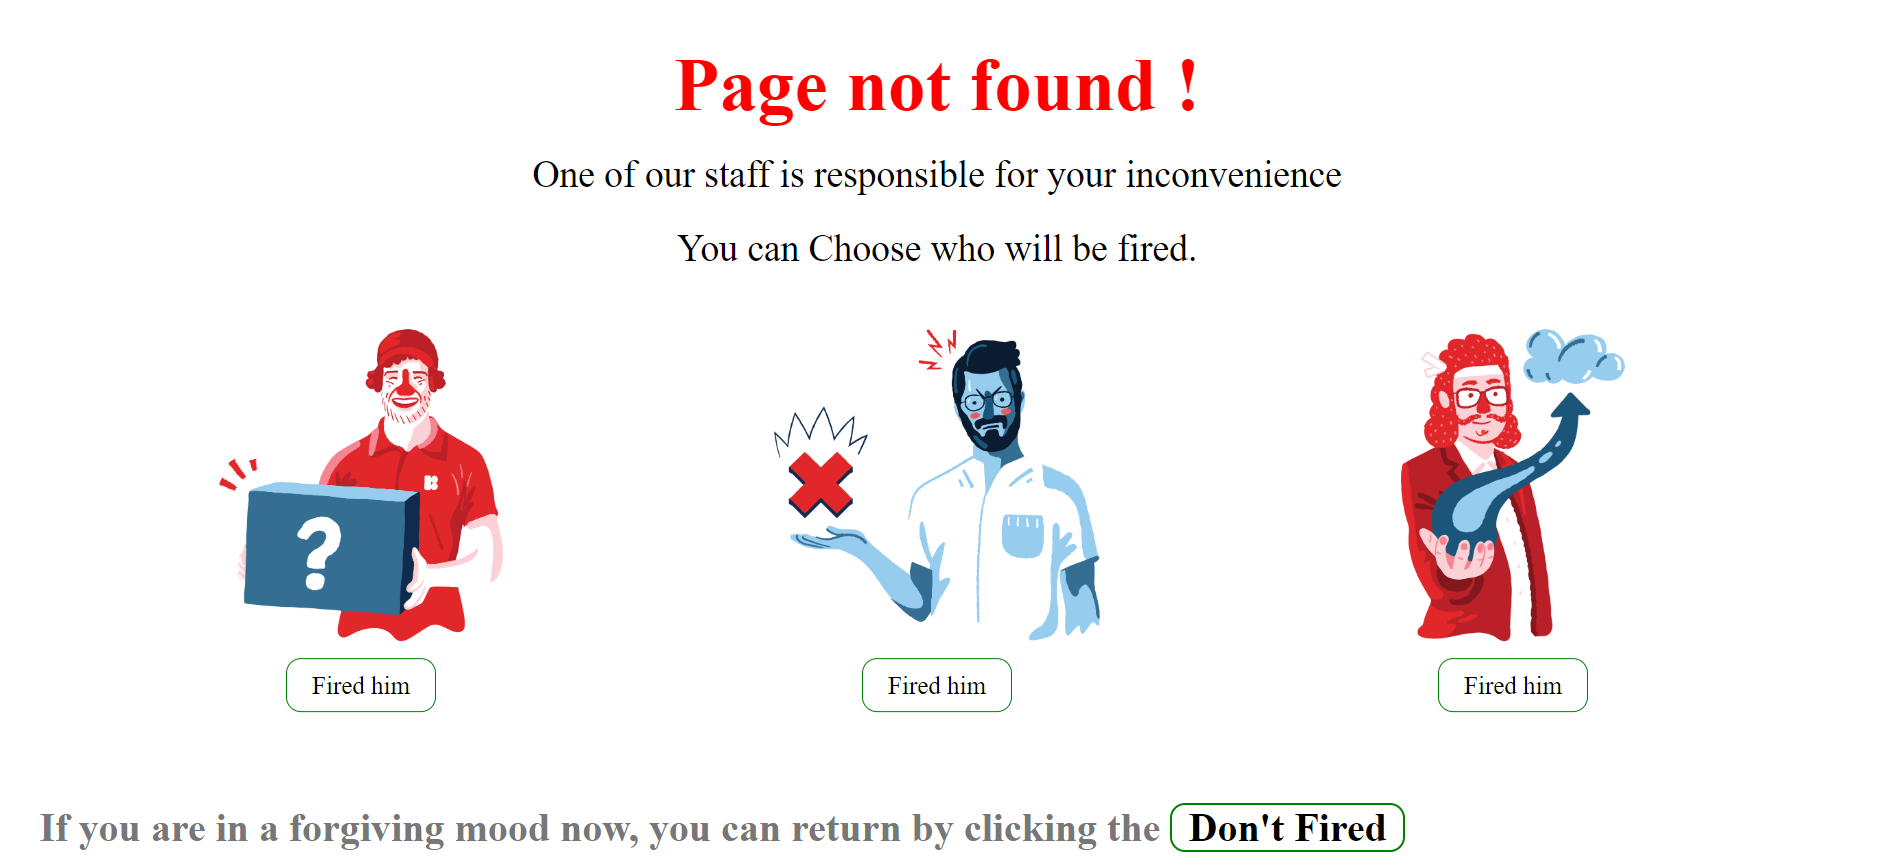 Page not found !
One of our staff is responsible for your inconvenience
You can Choose who will be fired.
?
Fired him
Fired him
Fired him
If you are in a forgiving mood now, you can return by clicking the Don't Fired